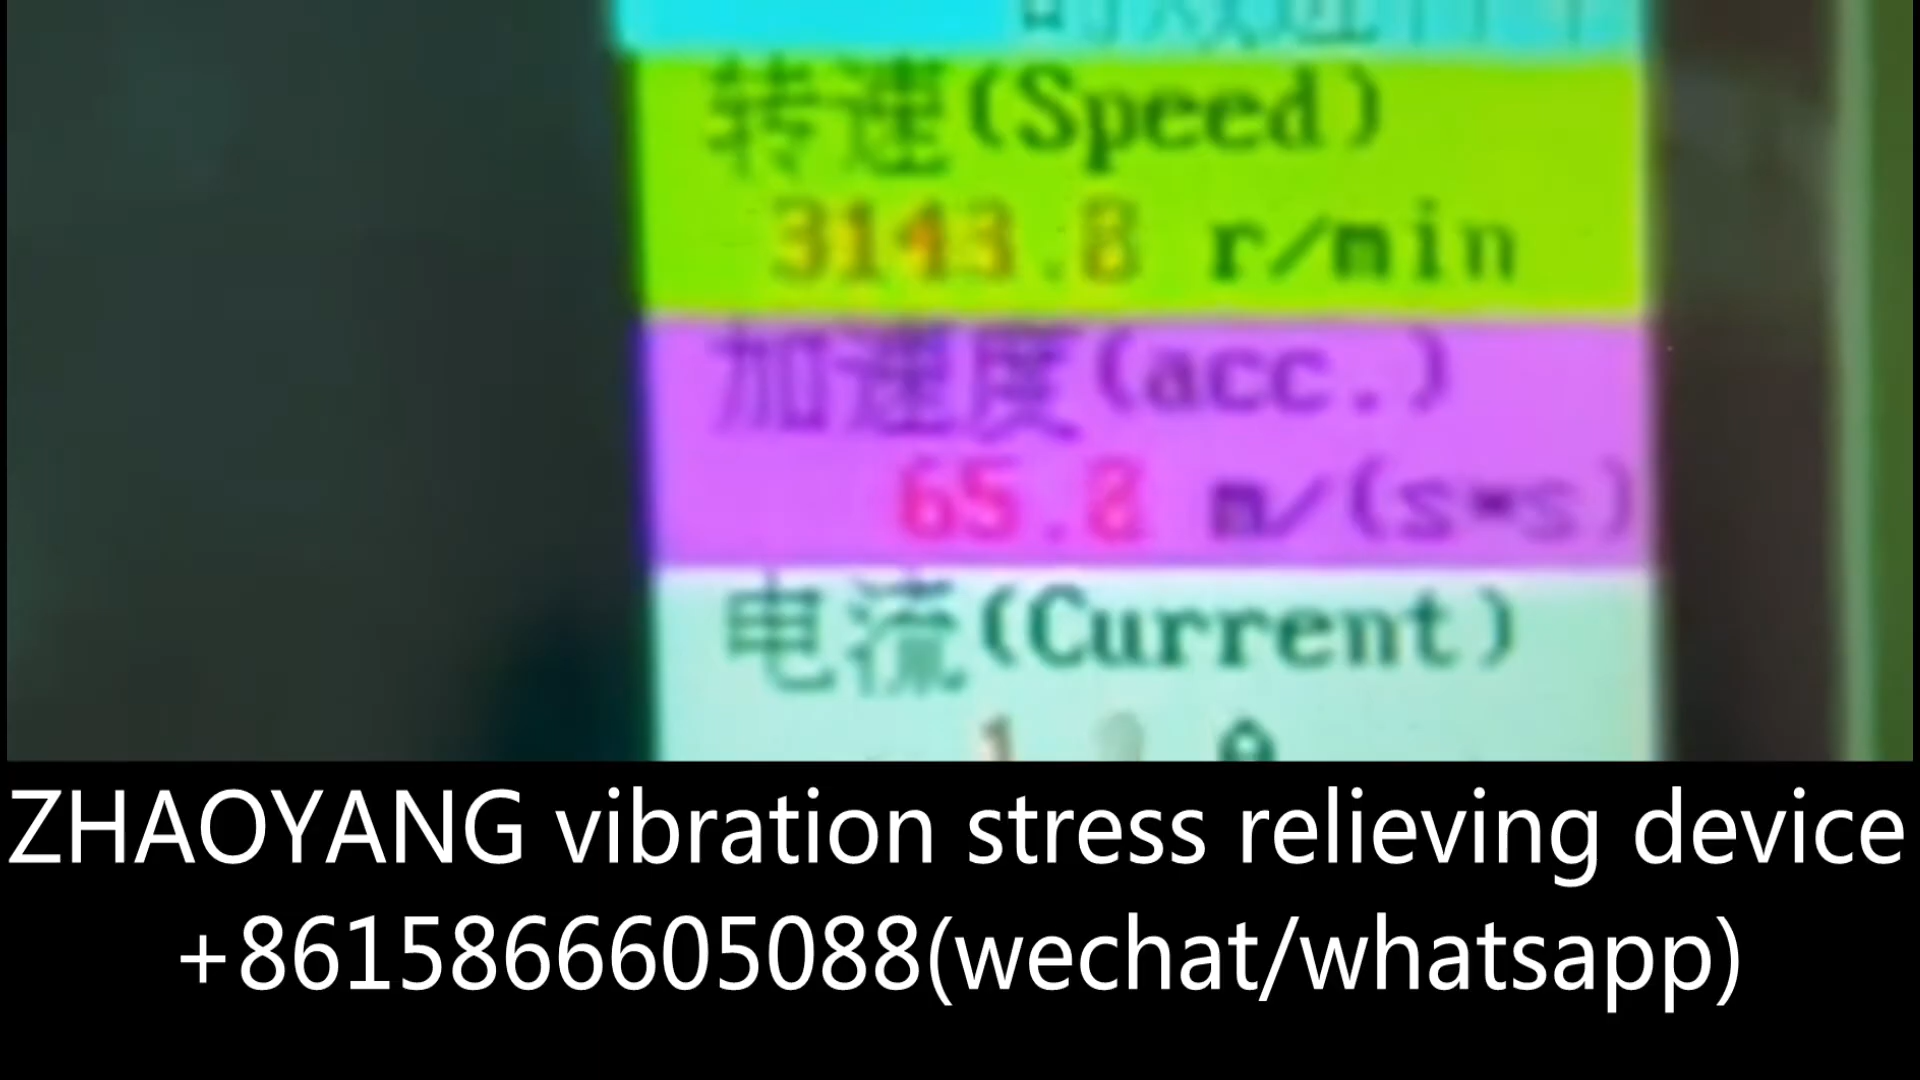 转速(Speed)
3143.8 r/min
加速度(acc.)
65.8 m/(s*s)
电流(Current)
ZHAOYANG vibration stress relieving device
+8615866605088(wechat/whatsapp)